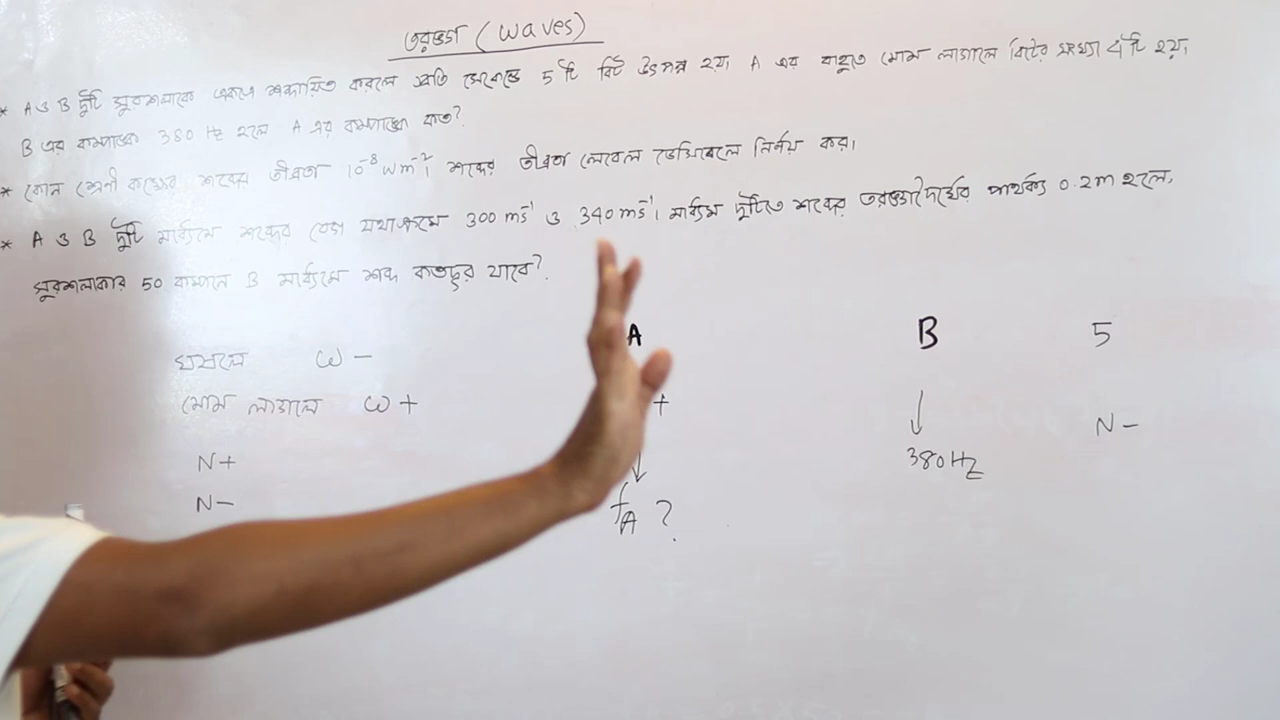 তরঙ্গ (Waves)
* A ও B দুটি সুরশলাকে একত্রে শব্দায়িত করলে প্রতি সেকেন্ডে 5 টি বিট উৎপন্ন হয়। A এর বাহুতে মোম লাগালে বিটের সংখ্যা 4 টি হয়।
B এর কম্পাঙ্ক 380 Hz হলে A এর কম্পাঙ্ক কত?
* কোন শ্রেণী কক্ষের শব্দের তীব্রতা 10⁻⁸ Wm⁻²। শব্দের তীব্রতা লেবেল ডেসিবেলে নির্ণয় কর।
* A ও B দুটি মাধ্যমে শব্দের বেগ যথাক্রমে 300 ms⁻¹ ও 340 ms⁻¹। মাধ্যম দুটিতে শব্দের তরঙ্গদৈর্ঘ্যের পার্থক্য 0.2m হলে,
সুরশলাকার 50 কম্পনে B মাধ্যমে শব্দ কতদূর যাবে?
A B 5
ঘষলে ω −
মোম লাগালে ω +
+
N −
N +
380 Hz
N −
f_A ?